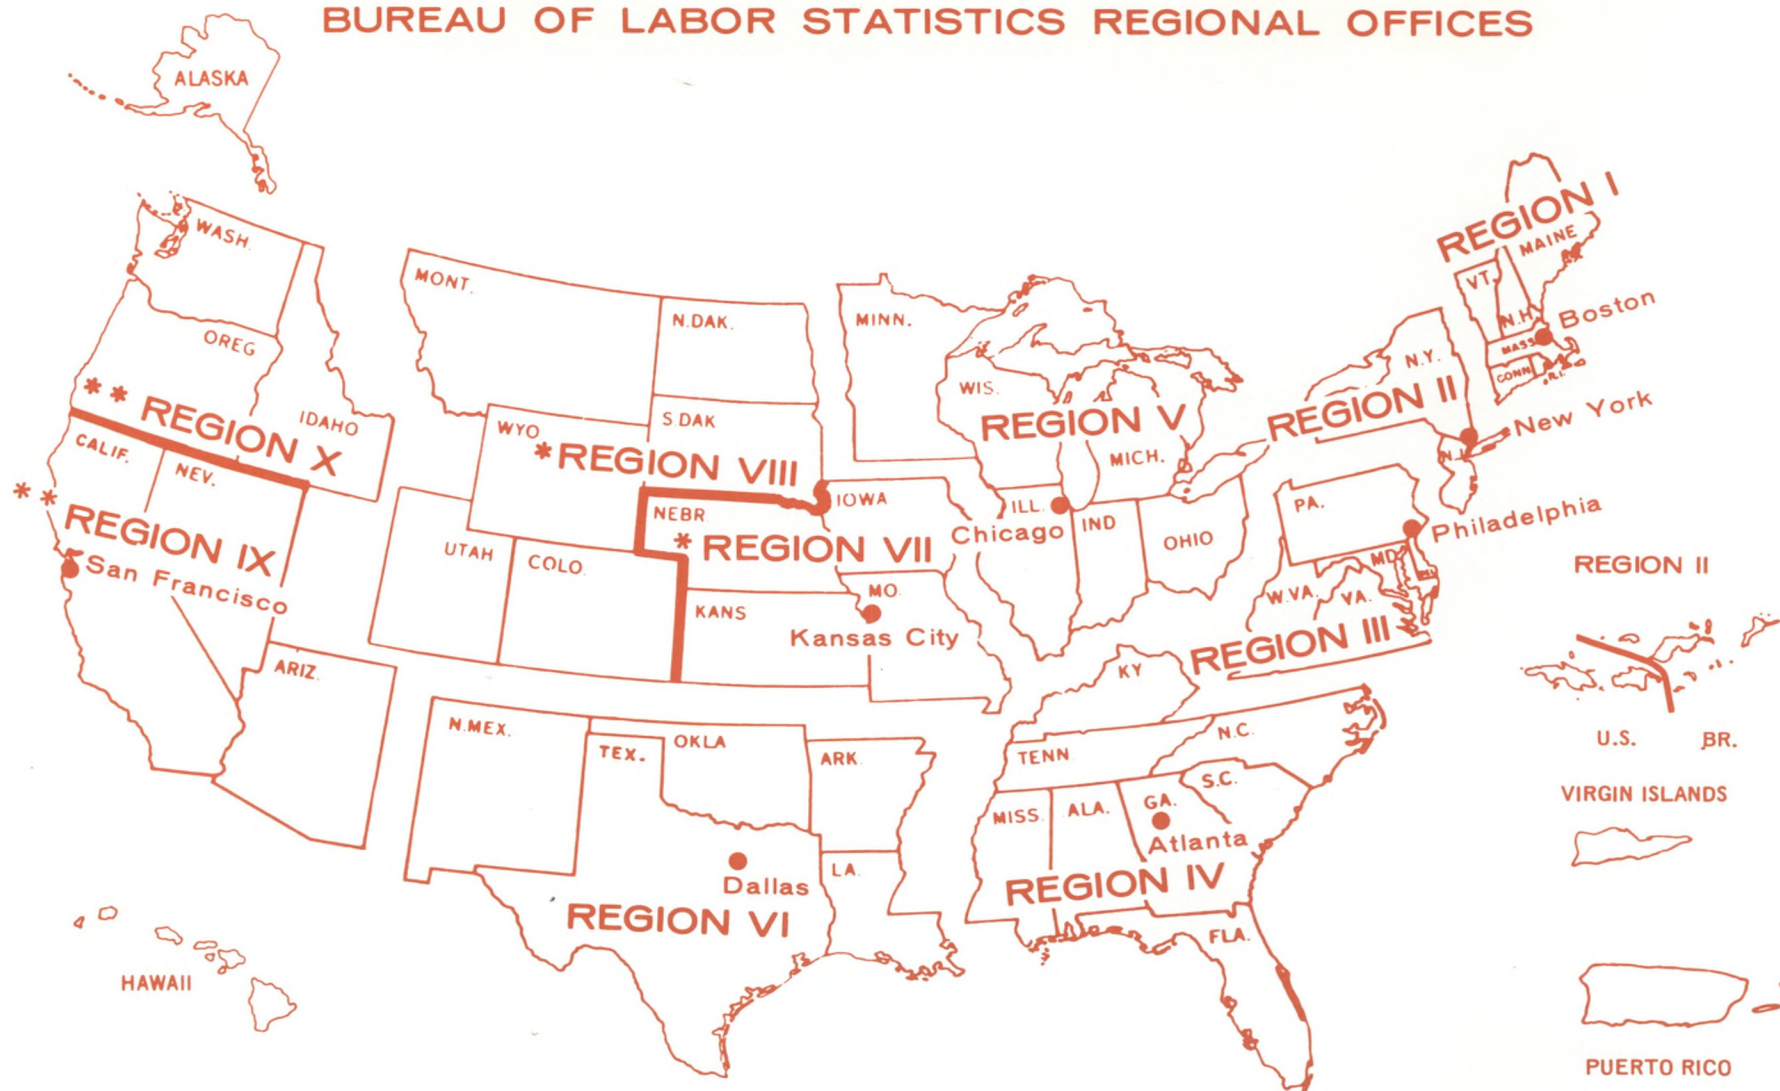 BUREAU OF LABOR STATISTICS REGIONAL OFFICES
ALASKA
WASH.
OREG
IDAHO
** REGION X
CALIF.
NEV.
** REGION IX
San Francisco
ARIZ.
UTAH
MONT.
N.DAK.
WYO
S.DAK
* REGION VIII
COLO.
NEBR.
IOWA
* REGION VII
KANS
MO.
Kansas City
MINN.
WIS.
REGION V
MICH.
ILL.
Chicago
IND
OHIO
REGION I
MAINE
VT.
N.H.
Boston
MASS
CONN
R.I.
N.Y.
REGION II
New York
N.J.
PA.
Philadelphia
MD.
W.VA.
VA.
REGION III
KY
TENN
N.C.
S.C.
MISS.
ALA.
GA.
Atlanta
REGION IV
FLA.
N.MEX.
TEX.
OKLA
ARK.
LA.
Dallas
REGION VI
HAWAII
REGION II
U.S. BR.
VIRGIN ISLANDS
PUERTO RICO